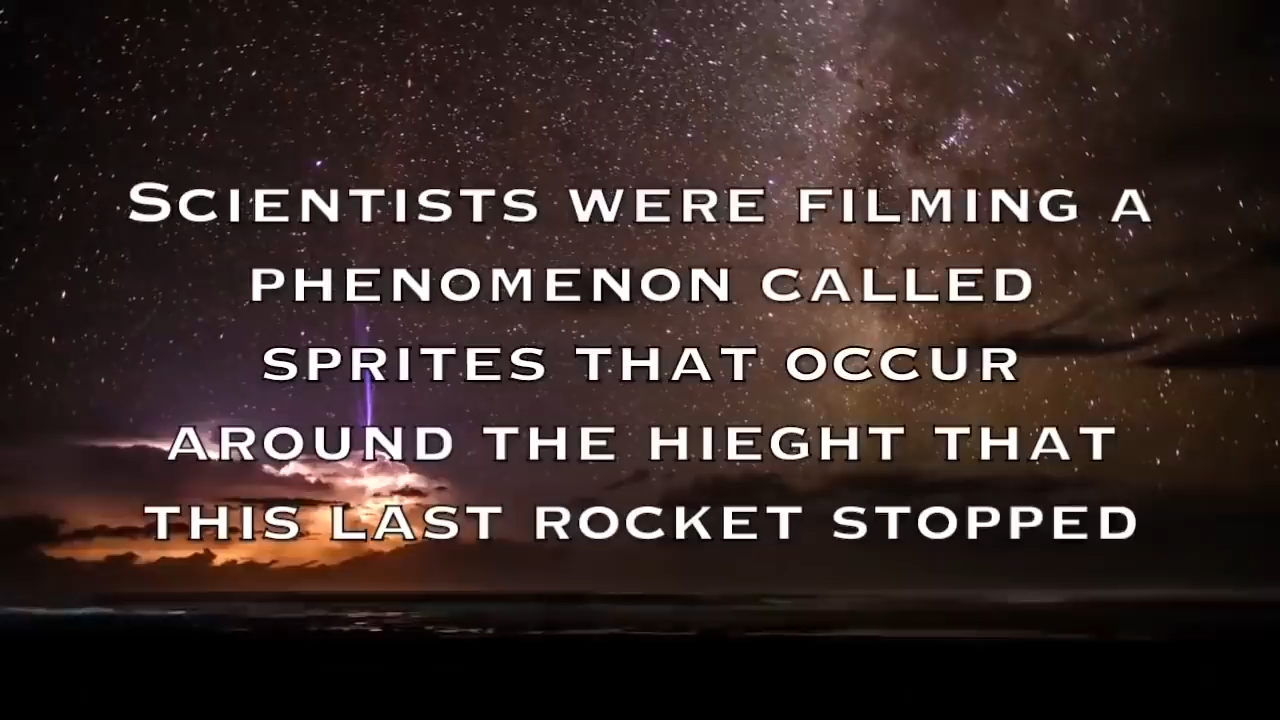 Scientists were filming a
phenomenon called
sprites that occur
around the hieght that
this last rocket stopped